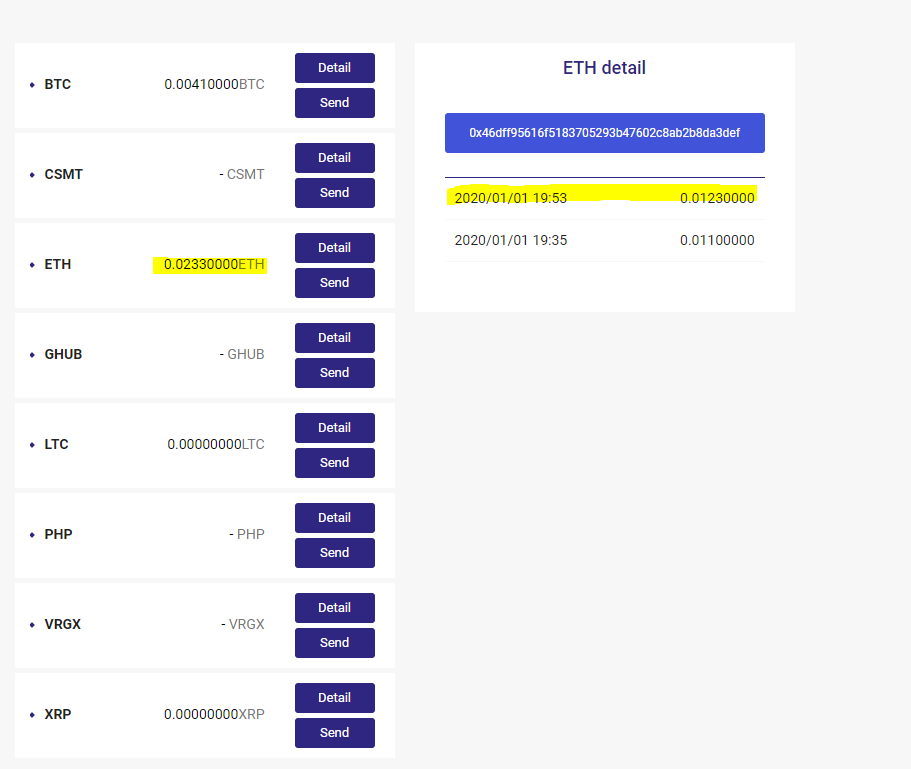 BTC 0.00410000BTC Detail
Send
CSMT - CSMT Detail
Send
ETH 0.02330000ETH Detail
Send
GHUB - GHUB Detail
Send
LTC 0.00000000LTC Detail
Send
PHP - PHP Detail
Send
VRGX - VRGX Detail
Send
XRP 0.00000000XRP Detail
Send
ETH detail
0x46dff95616f5183705293b47602c8ab2b8da3def
2020/01/01 19:53 0.01230000
2020/01/01 19:35 0.01100000